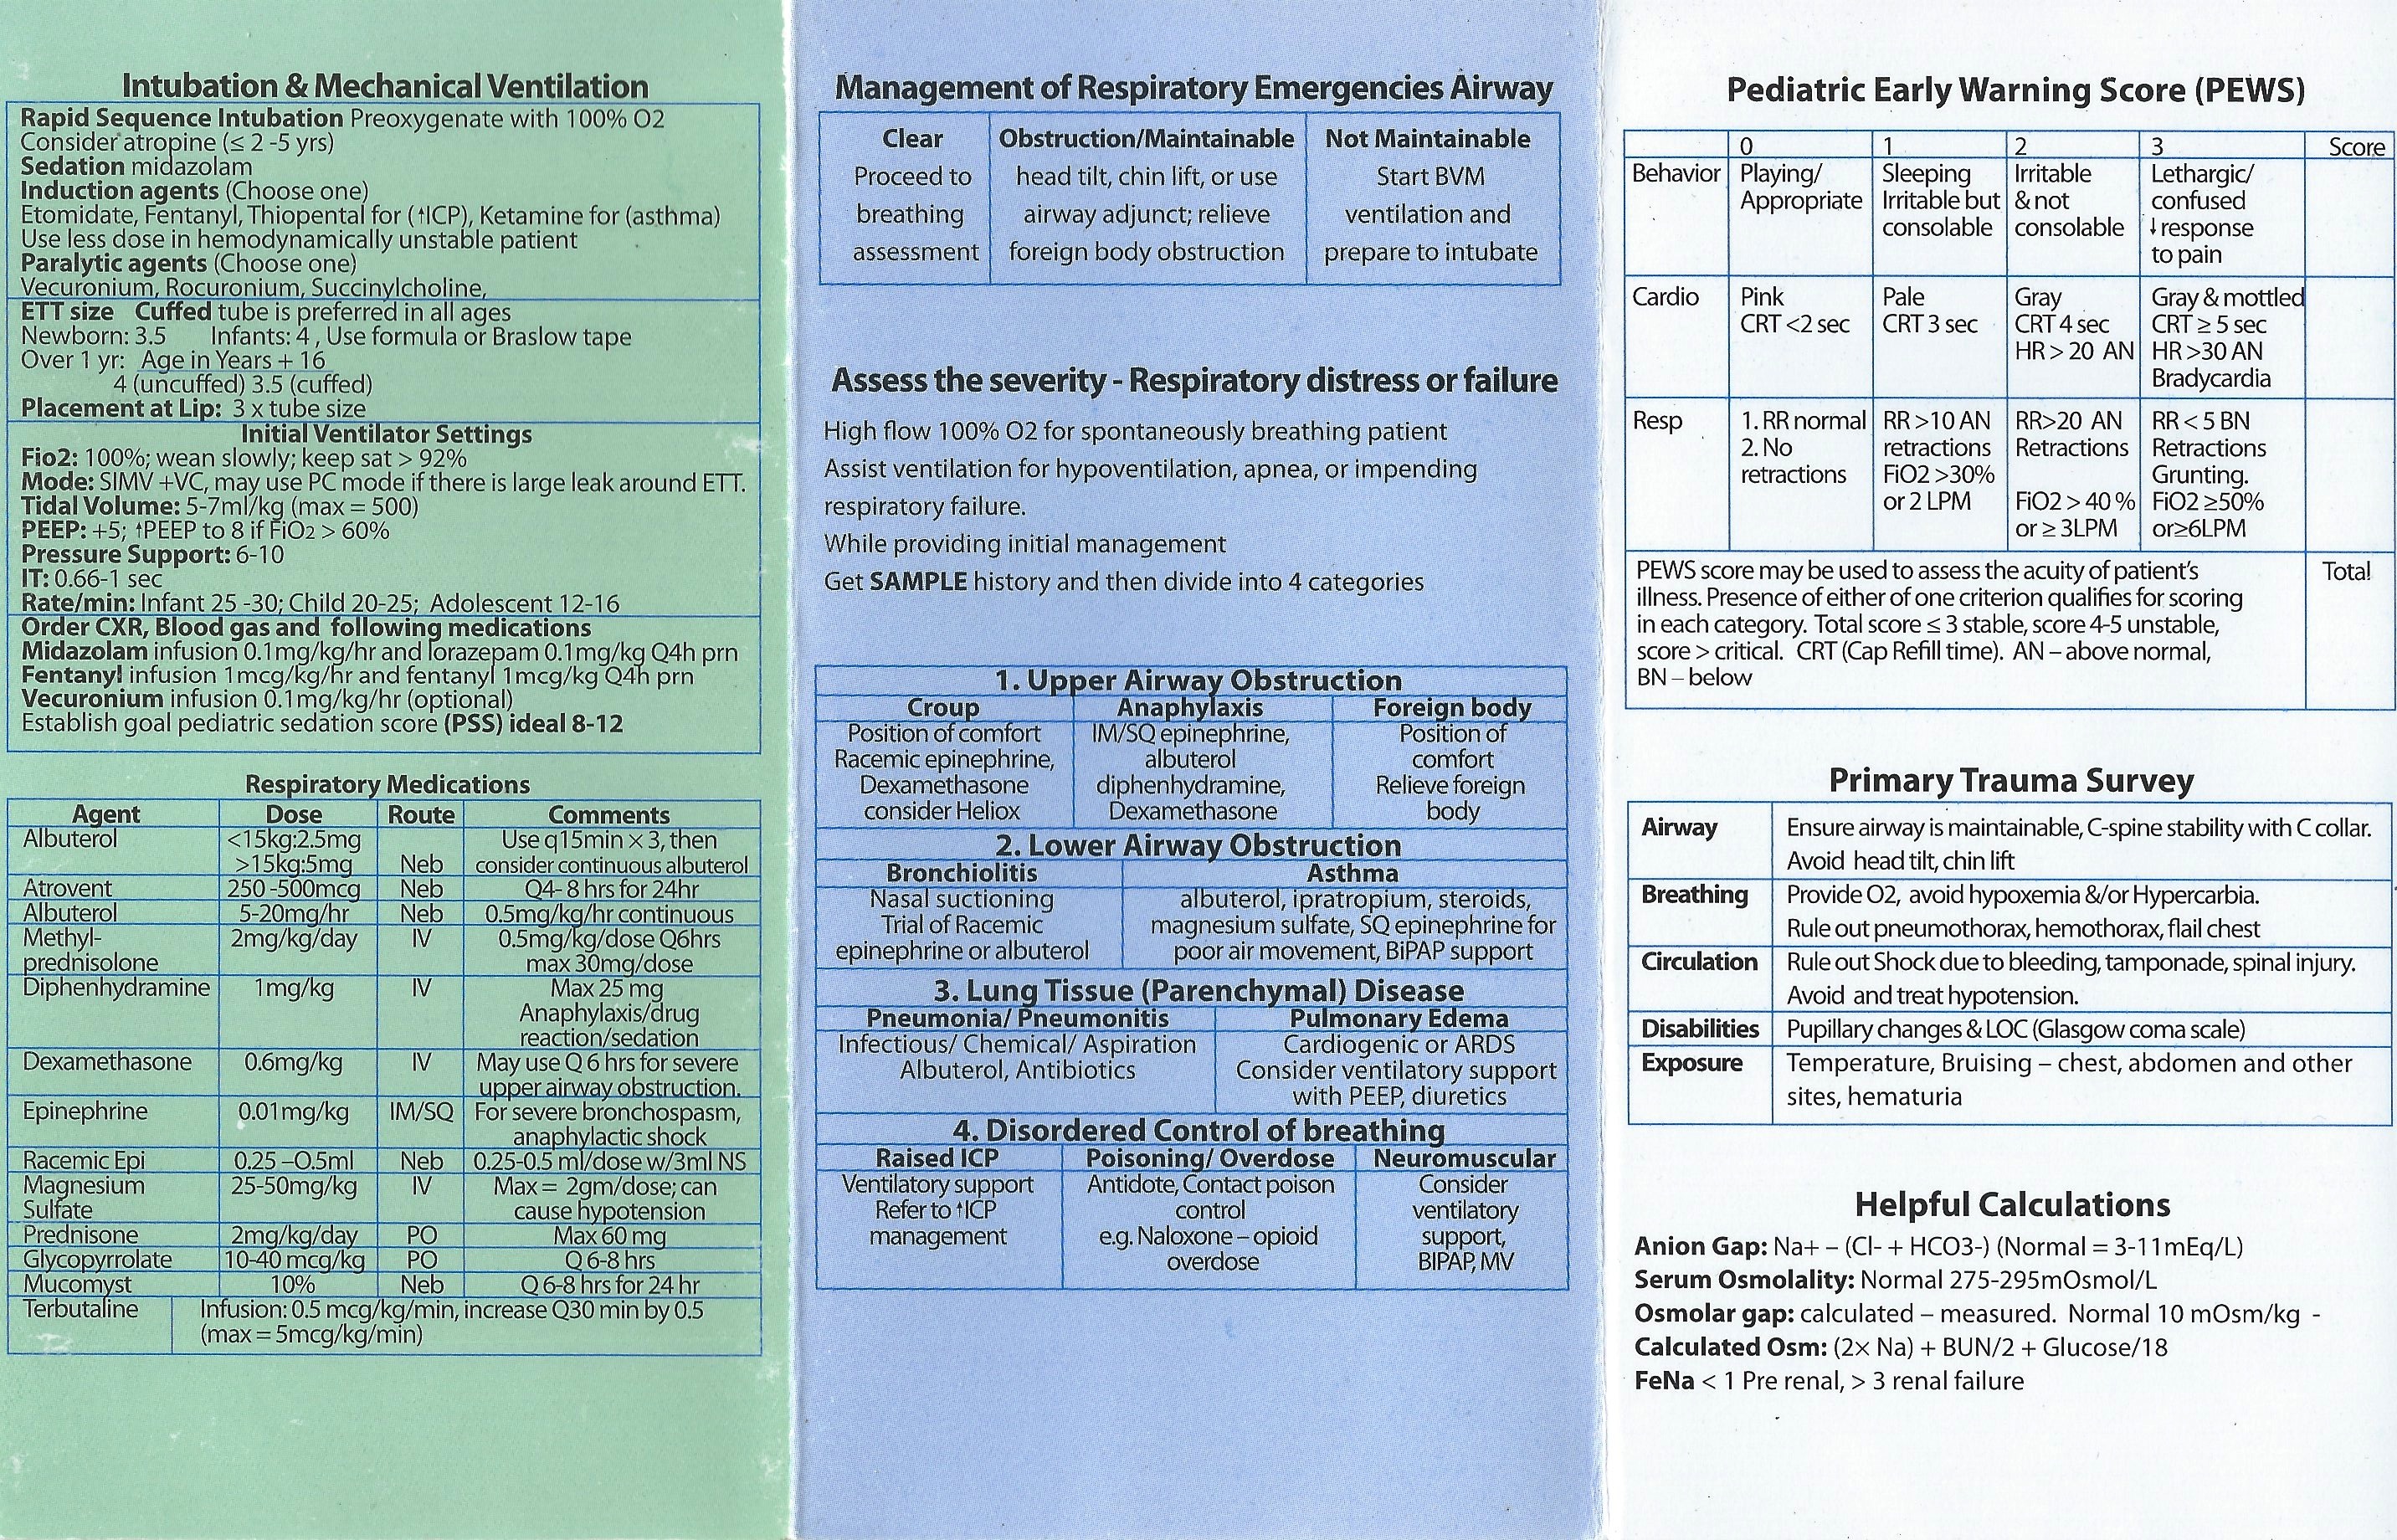 Intubation & Mechanical Ventilation
Rapid Sequence Intubation Preoxygenate with 100% O2
Consider atropine (≤ 2 -5 yrs)
Sedation midazolam
Induction agents (Choose one)
Etomidate, Fentanyl, Thiopental for (↑ICP), Ketamine for (asthma)
Use less dose in hemodynamically unstable patient
Paralytic agents (Choose one)
Vecuronium, Rocuronium, Succinylcholine,
ETT size Cuffed tube is preferred in all ages
Newborn: 3.5 Infants: 4 , Use formula or Braslow tape
Over 1 yr: Age in Years + 16
4 (uncuffed) 3.5 (cuffed)
Placement at Lip: 3 x tube size
Initial Ventilator Settings
Fio2: 100%; wean slowly; keep sat > 92%
Mode: SIMV +VC, may use PC mode if there is large leak around ETT.
Tidal Volume: 5-7ml/kg (max = 500)
PEEP: +5; ↑PEEP to 8 if FiO2 > 60%
Pressure Support: 6-10
IT: 0.66-1 sec
Rate/min: Infant 25 -30; Child 20-25; Adolescent 12-16
Order CXR, Blood gas and following medications
Midazolam infusion 0.1mg/kg/hr and lorazepam 0.1mg/kg Q4h prn
Fentanyl infusion 1mcg/kg/hr and fentanyl 1mcg/kg Q4h prn
Vecuronium infusion 0.1mg/kg/hr (optional)
Establish goal pediatric sedation score (PSS) ideal 8-12
Respiratory Medications
Agent Dose Route Comments
Albuterol <15kg:2.5mg Use q15min × 3, then
>15kg:5mg Neb consider continuous albuterol
Atrovent 250 -500mcg Neb Q4- 8 hrs for 24hr
Albuterol 5-20mg/hr Neb 0.5mg/kg/hr continuous
Methyl- 2mg/kg/day IV 0.5mg/kg/dose Q6hrs
prednisolone max 30mg/dose
Diphenhydramine 1mg/kg IV Max 25 mg
Anaphylaxis/drug
reaction/sedation
Dexamethasone 0.6mg/kg IV May use Q 6 hrs for severe
upper airway obstruction.
Epinephrine 0.01mg/kg IM/SQ For severe bronchospasm,
anaphylactic shock
Racemic Epi 0.25 –O.5ml Neb 0.25-0.5 ml/dose w/3ml NS
Magnesium 25-50mg/kg IV Max = 2gm/dose; can
Sulfate cause hypotension
Prednisone 2mg/kg/day PO Max 60 mg
Glycopyrrolate 10-40 mcg/kg PO Q 6-8 hrs
Mucomyst 10% Neb Q 6-8 hrs for 24 hr
Terbutaline Infusion: 0.5 mcg/kg/min, increase Q30 min by 0.5
(max = 5mcg/kg/min)
Management of Respiratory Emergencies Airway
Clear Obstruction/Maintainable Not Maintainable
Proceed to head tilt, chin lift, or use Start BVM
breathing airway adjunct; relieve ventilation and
assessment foreign body obstruction prepare to intubate
Assess the severity - Respiratory distress or failure
High flow 100% O2 for spontaneously breathing patient
Assist ventilation for hypoventilation, apnea, or impending
respiratory failure.
While providing initial management
Get SAMPLE history and then divide into 4 categories
1. Upper Airway Obstruction
Croup Anaphylaxis Foreign body
Position of comfort IM/SQ epinephrine, Position of
Racemic epinephrine, albuterol comfort
Dexamethasone diphenhydramine, Relieve foreign
consider Heliox Dexamethasone body
2. Lower Airway Obstruction
Bronchiolitis Asthma
Nasal suctioning albuterol, ipratropium, steroids,
Trial of Racemic magnesium sulfate, SQ epinephrine for
epinephrine or albuterol poor air movement, BiPAP support
3. Lung Tissue (Parenchymal) Disease
Pneumonia/ Pneumonitis Pulmonary Edema
Infectious/ Chemical/ Aspiration Cardiogenic or ARDS
Albuterol, Antibiotics Consider ventilatory support
with PEEP, diuretics
4. Disordered Control of breathing
Raised ICP Poisoning/ Overdose Neuromuscular
Ventilatory support Antidote, Contact poison Consider
Refer to ↑ICP control ventilatory
management e.g. Naloxone – opioid support,
overdose BIPAP, MV
Pediatric Early Warning Score (PEWS)
0 1 2 3 Score
Behavior Playing/ Sleeping Irritable Lethargic/
Appropriate Irritable but & not confused
consolable consolable ↓response
to pain
Cardio Pink Pale Gray Gray & mottled
CRT <2 sec CRT 3 sec CRT 4 sec CRT ≥ 5 sec
HR > 20 AN HR >30 AN
Bradycardia
Resp 1. RR normal RR >10 AN RR>20 AN RR < 5 BN
2. No retractions Retractions Retractions
retractions FiO2 >30% Grunting.
or 2 LPM FiO2 > 40 % FiO2 ≥50%
or ≥ 3LPM or≥6LPM
PEWS score may be used to assess the acuity of patient's Total
illness. Presence of either of one criterion qualifies for scoring
in each category. Total score ≤ 3 stable, score 4-5 unstable,
score > critical. CRT (Cap Refill time). AN – above normal,
BN – below
Primary Trauma Survey
Airway Ensure airway is maintainable, C-spine stability with C collar.
Avoid head tilt, chin lift
Breathing Provide O2, avoid hypoxemia &/or Hypercarbia.
Rule out pneumothorax, hemothorax, flail chest
Circulation Rule out Shock due to bleeding, tamponade, spinal injury.
Avoid and treat hypotension.
Disabilities Pupillary changes & LOC (Glasgow coma scale)
Exposure Temperature, Bruising – chest, abdomen and other
sites, hematuria
Helpful Calculations
Anion Gap: Na+ – (Cl- + HCO3-) (Normal = 3-11mEq/L)
Serum Osmolality: Normal 275-295mOsmol/L
Osmolar gap: calculated – measured. Normal 10 mOsm/kg -
Calculated Osm: (2× Na) + BUN/2 + Glucose/18
FeNa < 1 Pre renal, > 3 renal failure